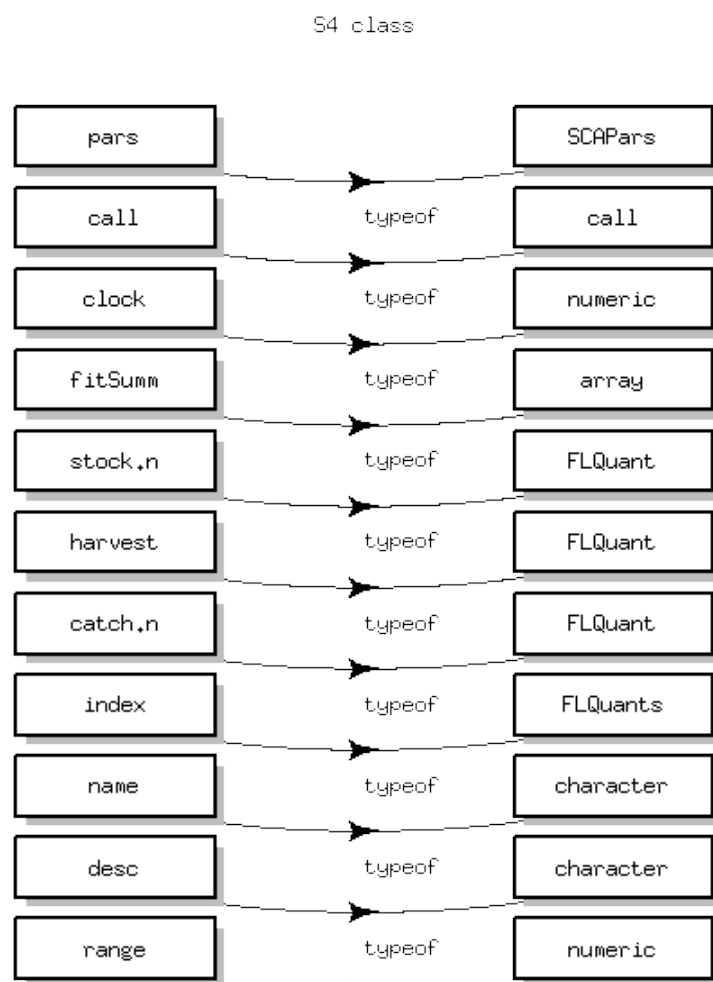 S4 class
pars SCAPars
typeof
call call
typeof
clock numeric
typeof
fitSumm array
typeof
stock.n FLQuant
typeof
harvest FLQuant
typeof
catch.n FLQuant
typeof
index FLQuants
typeof
name character
typeof
desc character
typeof
range numeric